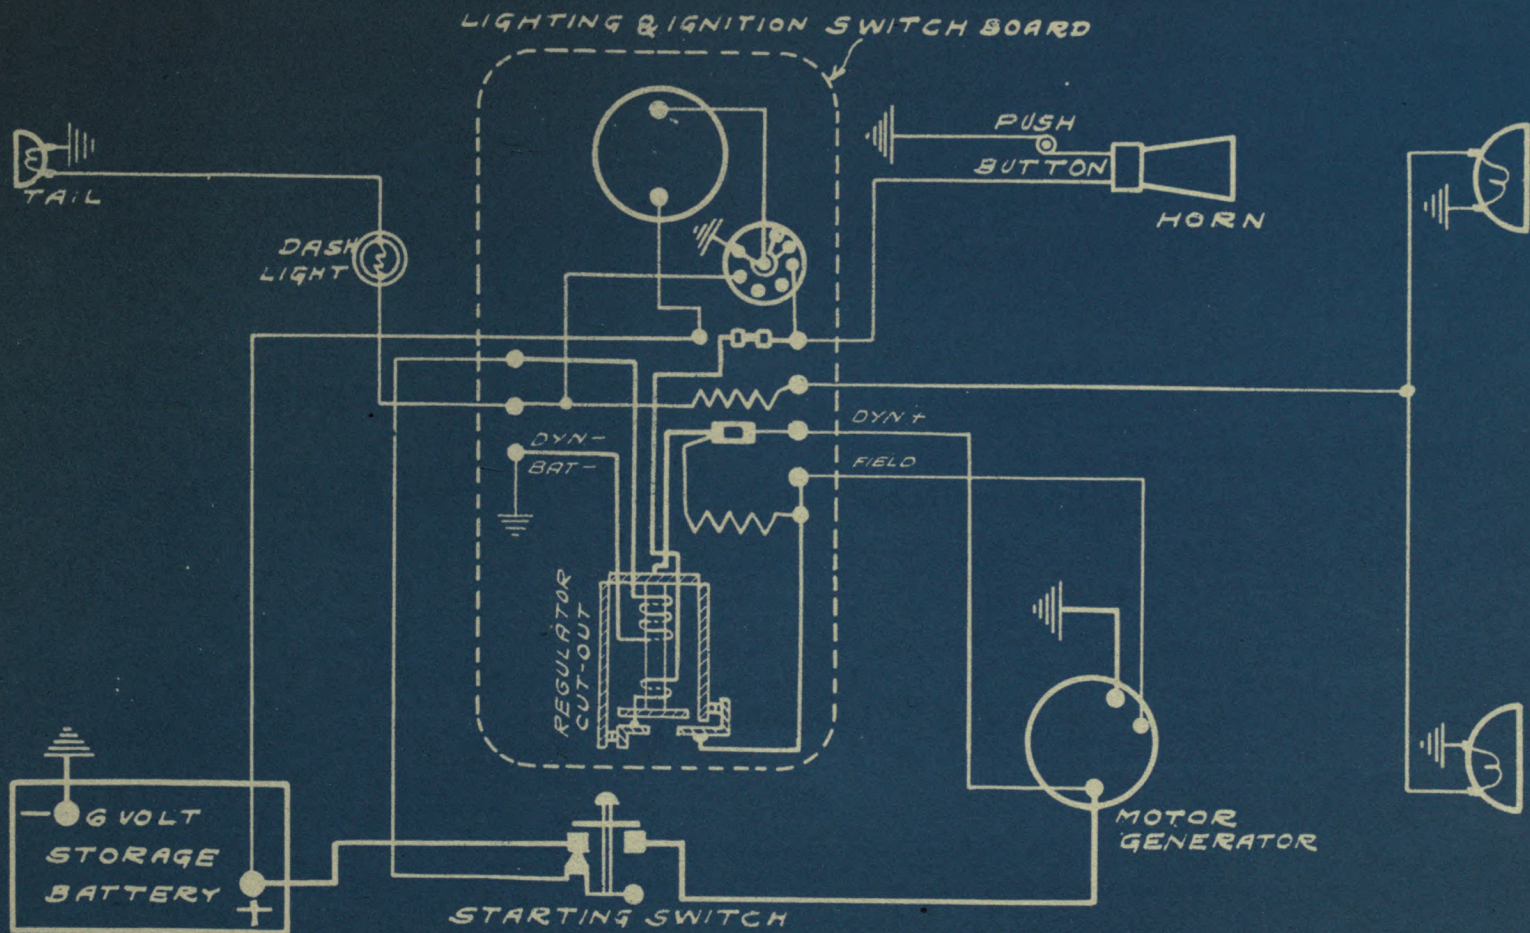 LIGHTING & IGNITION SWITCH BOARD
PUSH
BUTTON
HORN
TAIL
DASH
LIGHT
DYN +
DYN -
BAT -
FIELD
REGULATOR
CUT-OUT
- 6 VOLT
STORAGE
BATTERY
+
MOTOR
GENERATOR
STARTING SWITCH